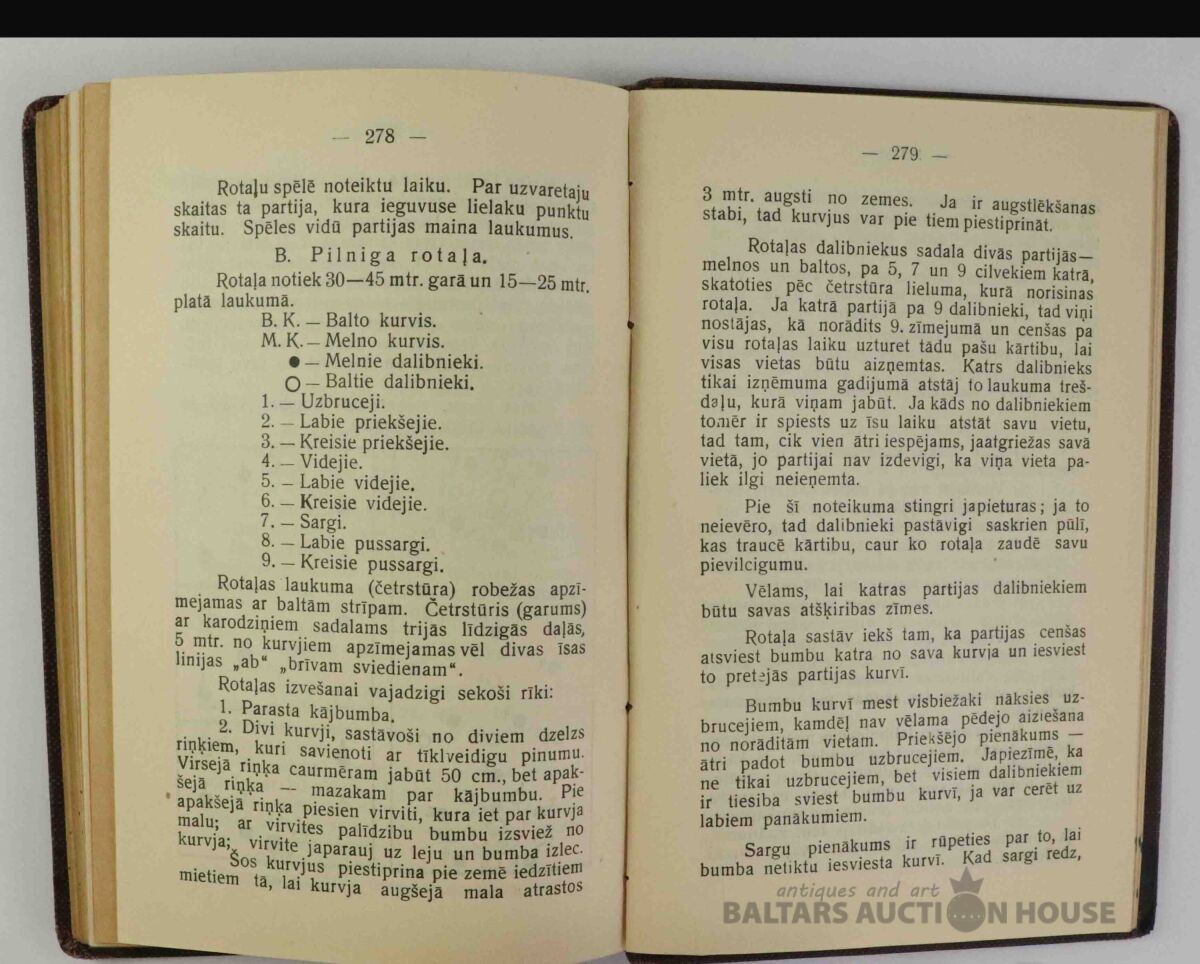 — 278 —
Rotaļu spēlē noteiktu laiku. Par uzvaretaju
skaitas ta partija, kura ieguvuse lielaku punktu
skaitu. Spēles vidū partijas maina laukumus.
B. Pilniga rotaļa.
Rotaļa notiek 30—45 mtr. garā un 15—25 mtr.
platā laukumā.
B. K. — Balto kurvis.
M. K. — Melno kurvis.
● — Melnie dalibnieki.
○ — Baltie dalibnieki.
1. — Uzbruceji.
2. — Labie priekšejie.
3. — Kreisie priekšejie.
4. — Videjie.
5. — Labie videjie.
6. — Kreisie videjie.
7. — Sargi.
8. — Labie pussargi.
9. — Kreisie pussargi.
Rotaļas laukuma (četrstūra) robežas apzī-
mejamas ar baltām strīpam. Četrstūris (garums)
ar karodziņiem sadalams trijās līdzigās daļās,
5 mtr. no kurvjiem apzīmejamas vēl divas īsas
linijas „ab“ „brīvam sviedienam“.
Rotaļas izvešanai vajadzigi sekoši rīki:
1. Parasta kājbumba.
2. Divi kurvji, sastāvoši no diviem dzelzs
riņķiem, kuri savienoti ar tīklveidigu pinumu.
Virsejā riņķa caurmēram jabūt 50 cm., bet apak-
šejā riņķa — mazakam par kājbumbu. Pie
apakšejā riņķa piesien virviti, kura iet par kurvja
malu; ar virvites palīdzibu bumbu izsviež no
kurvja; virvite japarauj uz leju un bumba izlec.
Šos kurvjus piestiprina pie zemē iedzītiem
mietiem tā, lai kurvja augšejā mala atrastos
— 279 —
3 mtr. augsti no zemes. Ja ir augstlēkšanas
stabi, tad kurvjus var pie tiem piestiprināt.
Rotaļas dalibniekus sadala divās partijās—
melnos un baltos, pa 5, 7 un 9 cilvekiem katrā,
skatoties pēc četrstūra lieluma, kurā norisinas
rotaļa. Ja katrā partijā pa 9 dalibnieki, tad viņi
nostājas, kā norādits 9. zīmejumā un cenšas pa
visu rotaļas laiku uzturet tādu pašu kārtibu, lai
visas vietas būtu aizņemtas. Katrs dalibnieks
tikai izņēmuma gadijumā atstāj to laukuma treš-
daļu, kurā viņam jabūt. Ja kāds no dalibniekiem
tomēr ir spiests uz īsu laiku atstāt savu vietu,
tad tam, cik vien ātri iespējams, jaatgriežas savā
vietā, jo partijai nav izdevigi, ka viņa vieta pa-
liek ilgi neieņemta.
Pie šī noteikuma stingri japieturas; ja to
neievēro, tad dalibnieki pastāvigi saskrien pūlī,
kas traucē kārtibu, caur ko rotaļa zaudē savu
pievilcigumu.
Vēlams, lai katras partijas dalibniekiem
būtu savas atšķiribas zīmes.
Rotaļa sastāv iekš tam, ka partijas cenšas
atsviest bumbu katra no sava kurvja un iesviest
to pretejās partijas kurvī.
Bumbu kurvī mest visbiežaki nāksies uz-
brucejiem, kamdēļ nav vēlama pēdejo aiziešana
no norāditām vietam. Priekšējo pienākums —
ātri padot bumbu uzbrucejiem. Japiezīmē, ka
ne tikai uzbrucejiem, bet visiem dalibniekiem
ir tiesiba sviest bumbu kurvī, ja var cerēt uz
labiem panākumiem.
Sargu pienākums ir rūpeties par to, lai
bumba netiktu iesviesta kurvī. Kad sargi redz,
antiques and art
BALTARS AUCTION HOUSE